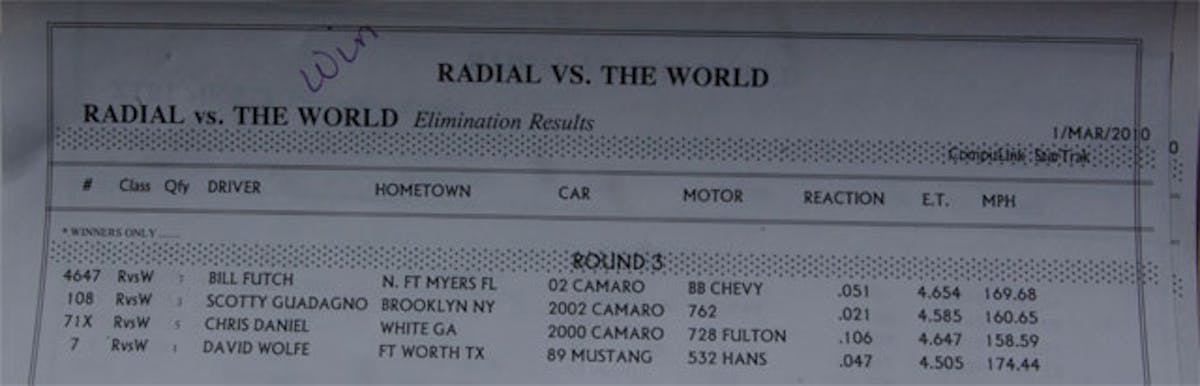 Win
RADIAL VS. THE WORLD
RADIAL vs. THE WORLD Elimination Results
1/MAR/2010
CompuLink StarTrak
# Class Qfy DRIVER HOMETOWN CAR MOTOR REACTION E.T. MPH
* WINNERS ONLY ......
ROUND 3
4647 RvsW BILL FUTCH N. FT MYERS FL 02 CAMARO BB CHEVY .051 4.654 169.68
108 RvsW 3 SCOTTY GUADAGNO BROOKLYN NY 2002 CAMARO 762 .021 4.585 160.65
71X RvsW 5 CHRIS DANIEL WHITE GA 2000 CAMARO 728 FULTON .106 4.647 158.59
7 RvsW 1 DAVID WOLFE FT WORTH TX 89 MUSTANG 532 HANS .047 4.505 174.44
0